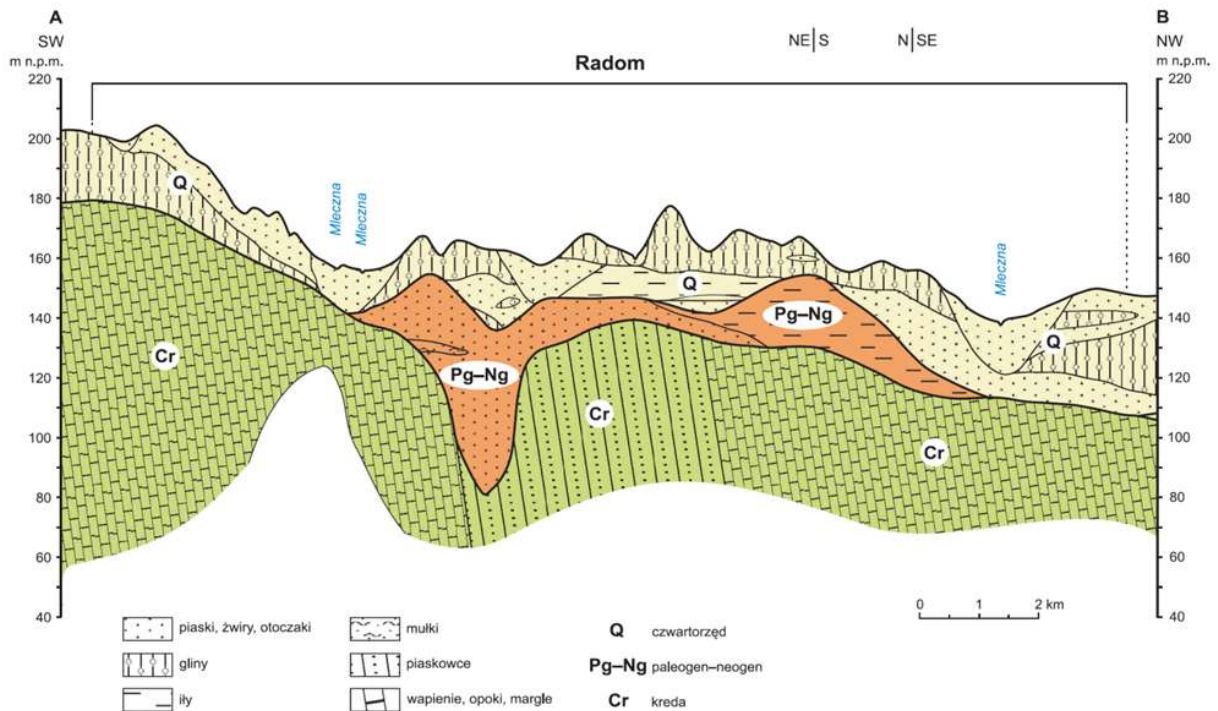 A
B
SW
NE | S
N | SE
NW
m n.p.m.
m n.p.m.
Radom
220
220
200
200
180
180
160
160
140
140
120
120
100
100
80
80
60
60
40
40
Q
Mleczna
Mleczna
Mleczna
Q
Pg–Ng
Q
Cr
Pg–Ng
Cr
Cr
0 1 2 km
piaski, żwiry, otoczaki
mułki
Q czwartorzęd
gliny
piaskowce
Pg–Ng paleogen–neogen
iły
wapienie, opoki, margle
Cr kreda